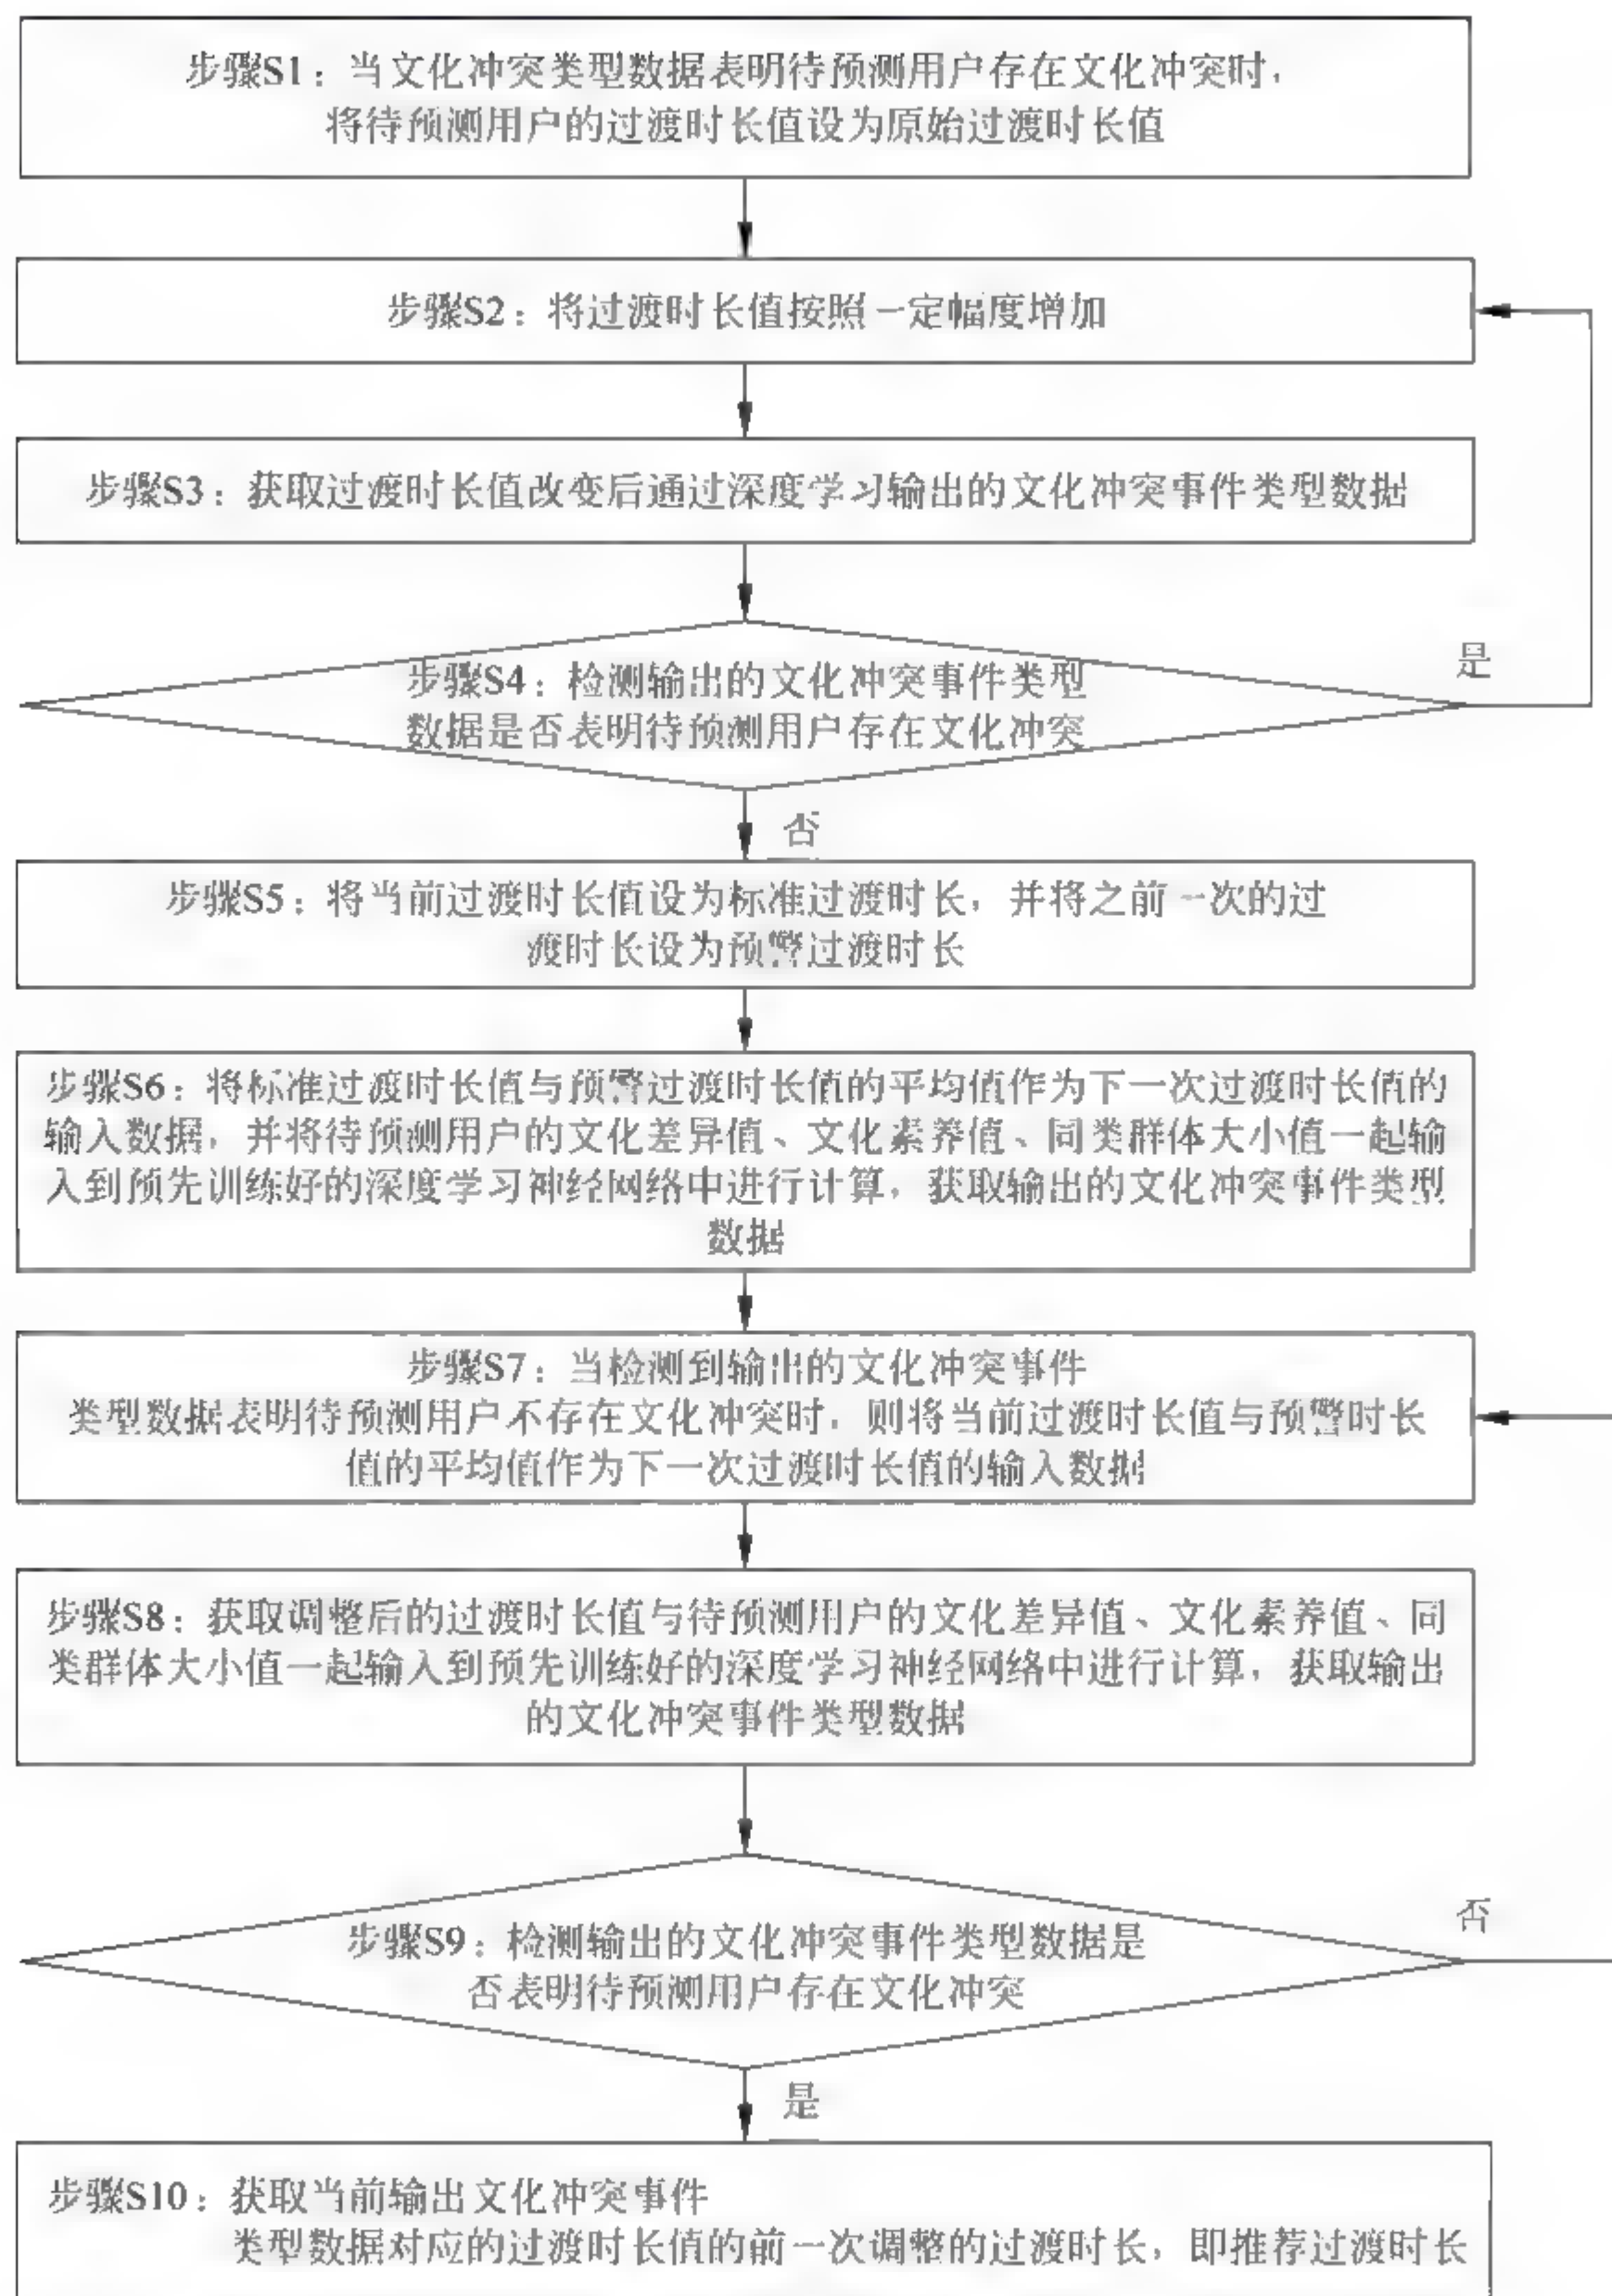 步骤S1：当文化冲突类型数据表明待预测用户存在文化冲突时，
将待预测用户的过渡时长值设为原始过渡时长值
步骤S2：将过渡时长值按照一定幅度增加
步骤S3：获取过渡时长值改变后通过深度学习输出的文化冲突事件类型数据
是
步骤S4：检测输出的文化冲突事件类型
数据是否表明待预测用户存在文化冲突
否
步骤S5：将当前过渡时长值设为标准过渡时长，并将之前一次的过
渡时长设为预警过渡时长
步骤S6：将标准过渡时长值与预警过渡时长值的平均值作为下一次过渡时长值的
输入数据，并将待预测用户的文化差异值、文化素养值、同类群体大小值一起输
入到预先训练好的深度学习神经网络中进行计算，获取输出的文化冲突事件类型
数据
步骤S7：当检测到输出的文化冲突事件
类型数据表明待预测用户不存在文化冲突时，则将当前过渡时长值与预警时长
值的平均值作为下一次过渡时长值的输入数据
步骤S8：获取调整后的过渡时长值与待预测用户的文化差异值、文化素养值、同
类群体大小值一起输入到预先训练好的深度学习神经网络中进行计算，获取输出
的文化冲突事件类型数据
否
步骤S9：检测输出的文化冲突事件类型数据是
否表明待预测用户存在文化冲突
是
步骤S10：获取当前输出文化冲突事件
类型数据对应的过渡时长值的前一次调整的过渡时长，即推荐过渡时长